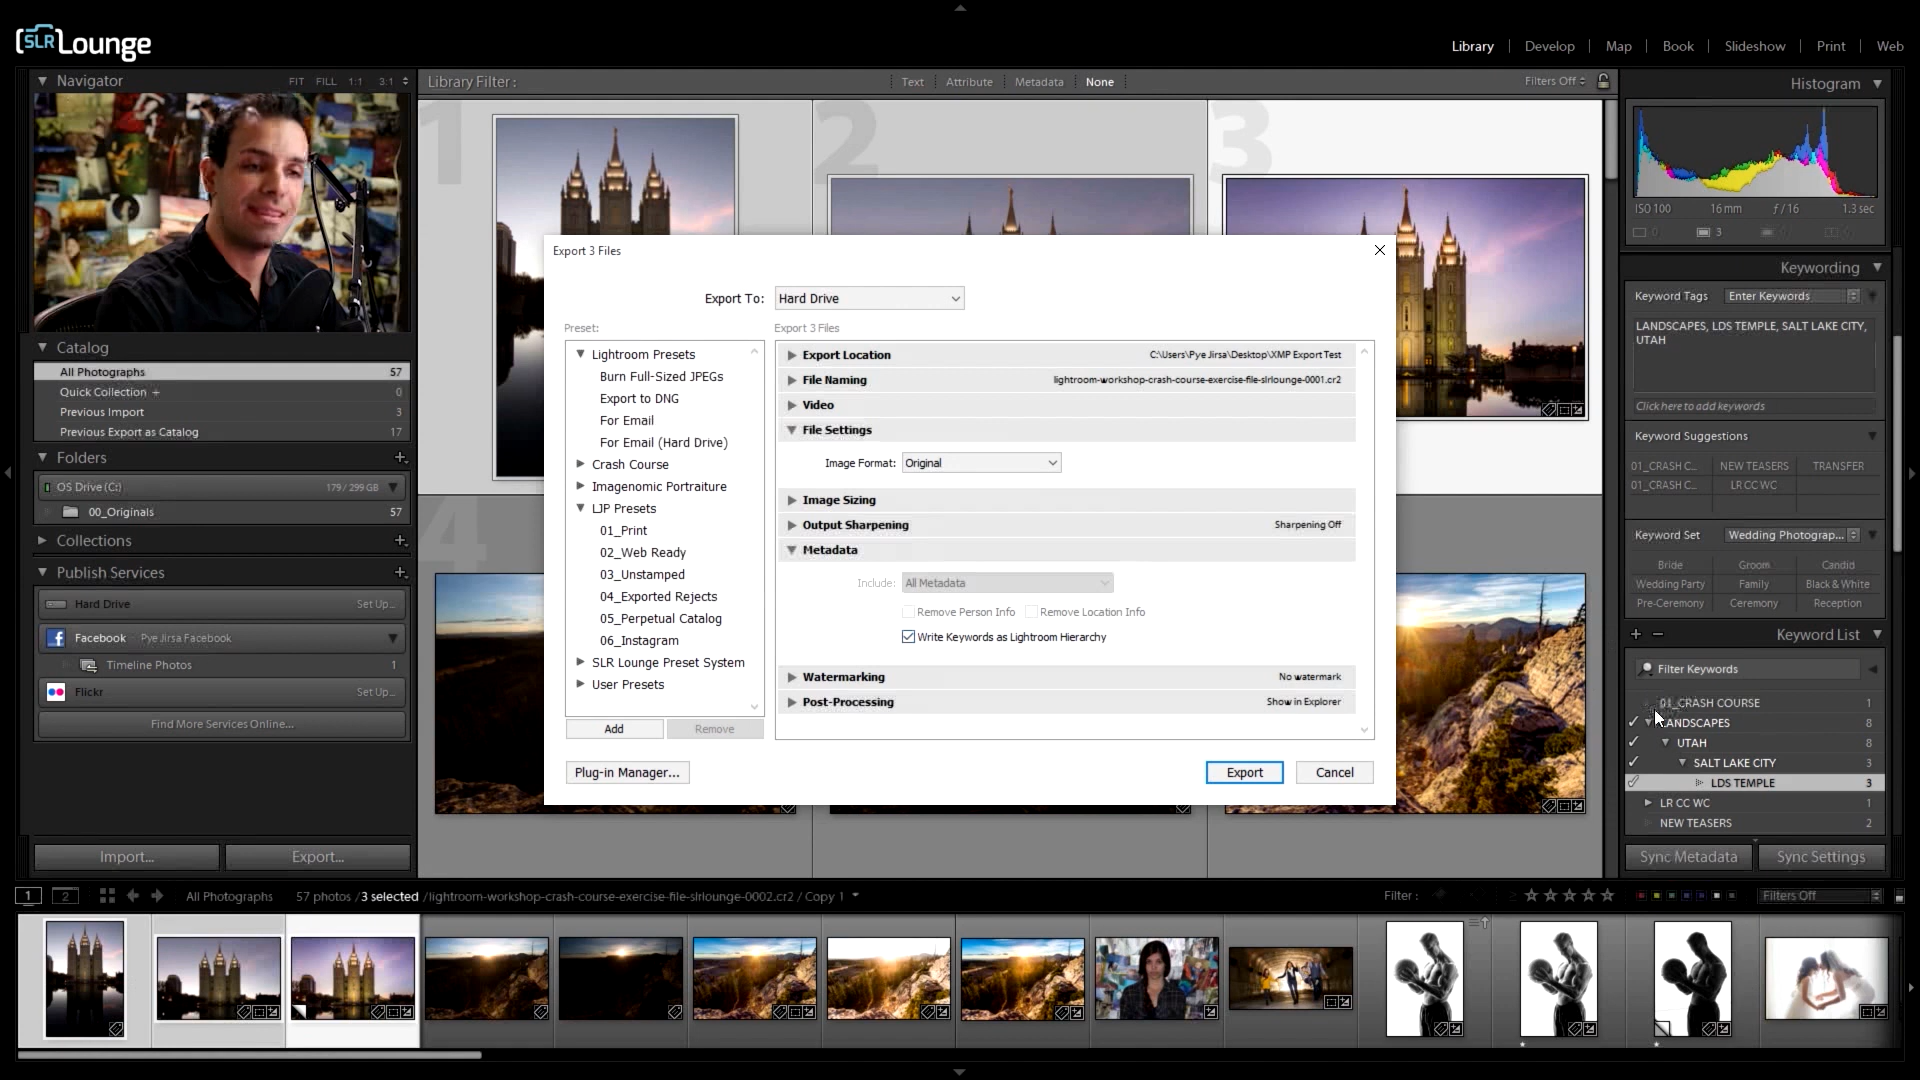 [SLR Lounge
Library | Develop | Map | Book | Slideshow | Print | Web
Navigator FIT FILL 1:1 3:1
Library Filter : Text Attribute Metadata None Filters Off
Histogram
1 2 3
ISO 100 16 mm ƒ / 16 1.3 sec
3
Export 3 Files
Keywording
Keyword Tags Enter Keywords
Export To: Hard Drive
LANDSCAPES, LDS TEMPLE, SALT LAKE CITY,
UTAH
Preset: Export 3 Files
Catalog
Lightroom Presets
Export Location C:\Users\Pye Jirsa\Desktop\XMP Export Test
All Photographs 57
Burn Full-Sized JPEGs
File Naming lightroom-workshop-crash-course-exercise-file-slrlounge-0001.cr2
Quick Collection + 0
Export to DNG
Video
Click here to add keywords
Previous Import 3
For Email
File Settings
Previous Export as Catalog 17
For Email (Hard Drive)
Keyword Suggestions
Folders
Crash Course
Image Format: Original
01_CRASH C... NEW TEASERS TRANSFER
OS Drive (C:) 179 / 299 GB
Imagenomic Portraiture
01_CRASH C... LR CC WC
00_Originals 57
LJP Presets
Image Sizing
4
01_Print
Output Sharpening Sharpening Off
Collections
02_Web Ready
Metadata
Keyword Set Wedding Photograp...
Publish Services
03_Unstamped
Include: All Metadata
Bride Groom Candid
Wedding Party Family Black & White
Pre-Ceremony Ceremony Reception
Hard Drive Set Up...
04_Exported Rejects
Remove Person Info Remove Location Info
05_Perpetual Catalog
Facebook - Pye Jirsa Facebook
06_Instagram
Write Keywords as Lightroom Hierarchy
Keyword List
Timeline Photos 1
SLR Lounge Preset System
Watermarking No watermark
Filter Keywords
Flickr Set Up...
User Presets
Post-Processing Show in Explorer
01_CRASH COURSE 1
Find More Services Online...
Add Remove
LANDSCAPES 8
UTAH 8
SALT LAKE CITY 3
Plug-in Manager... Export Cancel
LDS TEMPLE 3
LR CC WC 1
NEW TEASERS 2
Import... Export...
Sync Metadata Sync Settings
1 2 All Photographs 57 photos / 3 selected / lightroom-workshop-crash-course-exercise-file-slrlounge-0002.cr2 / Copy 1 Filter : Filters Off